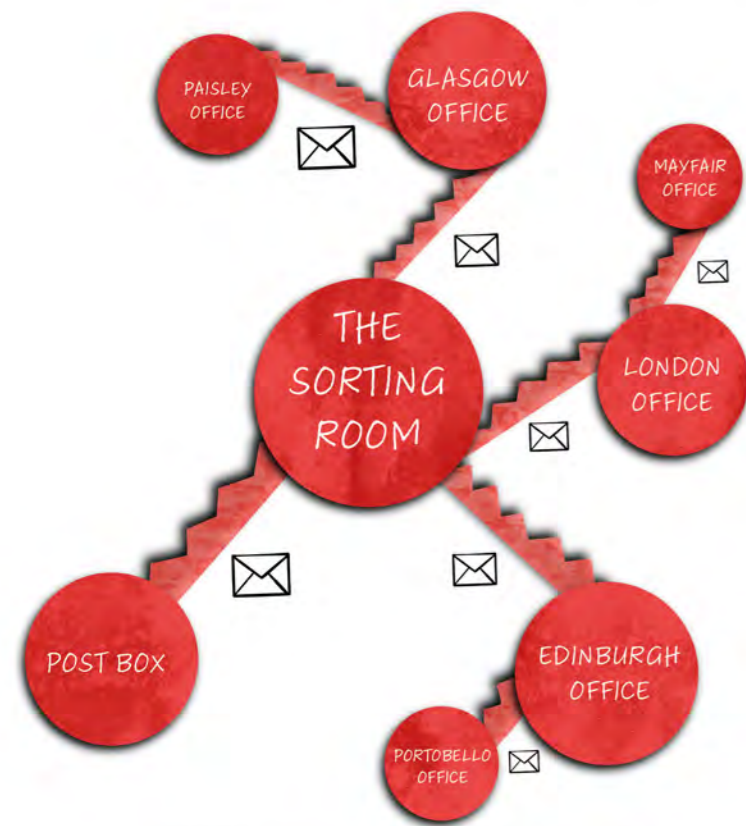 PAISLEY
OFFICE
GLASGOW
OFFICE
MAYFAIR
OFFICE
THE
SORTING
ROOM
LONDON
OFFICE
POST BOX
EDINBURGH
OFFICE
PORTOBELLO
OFFICE